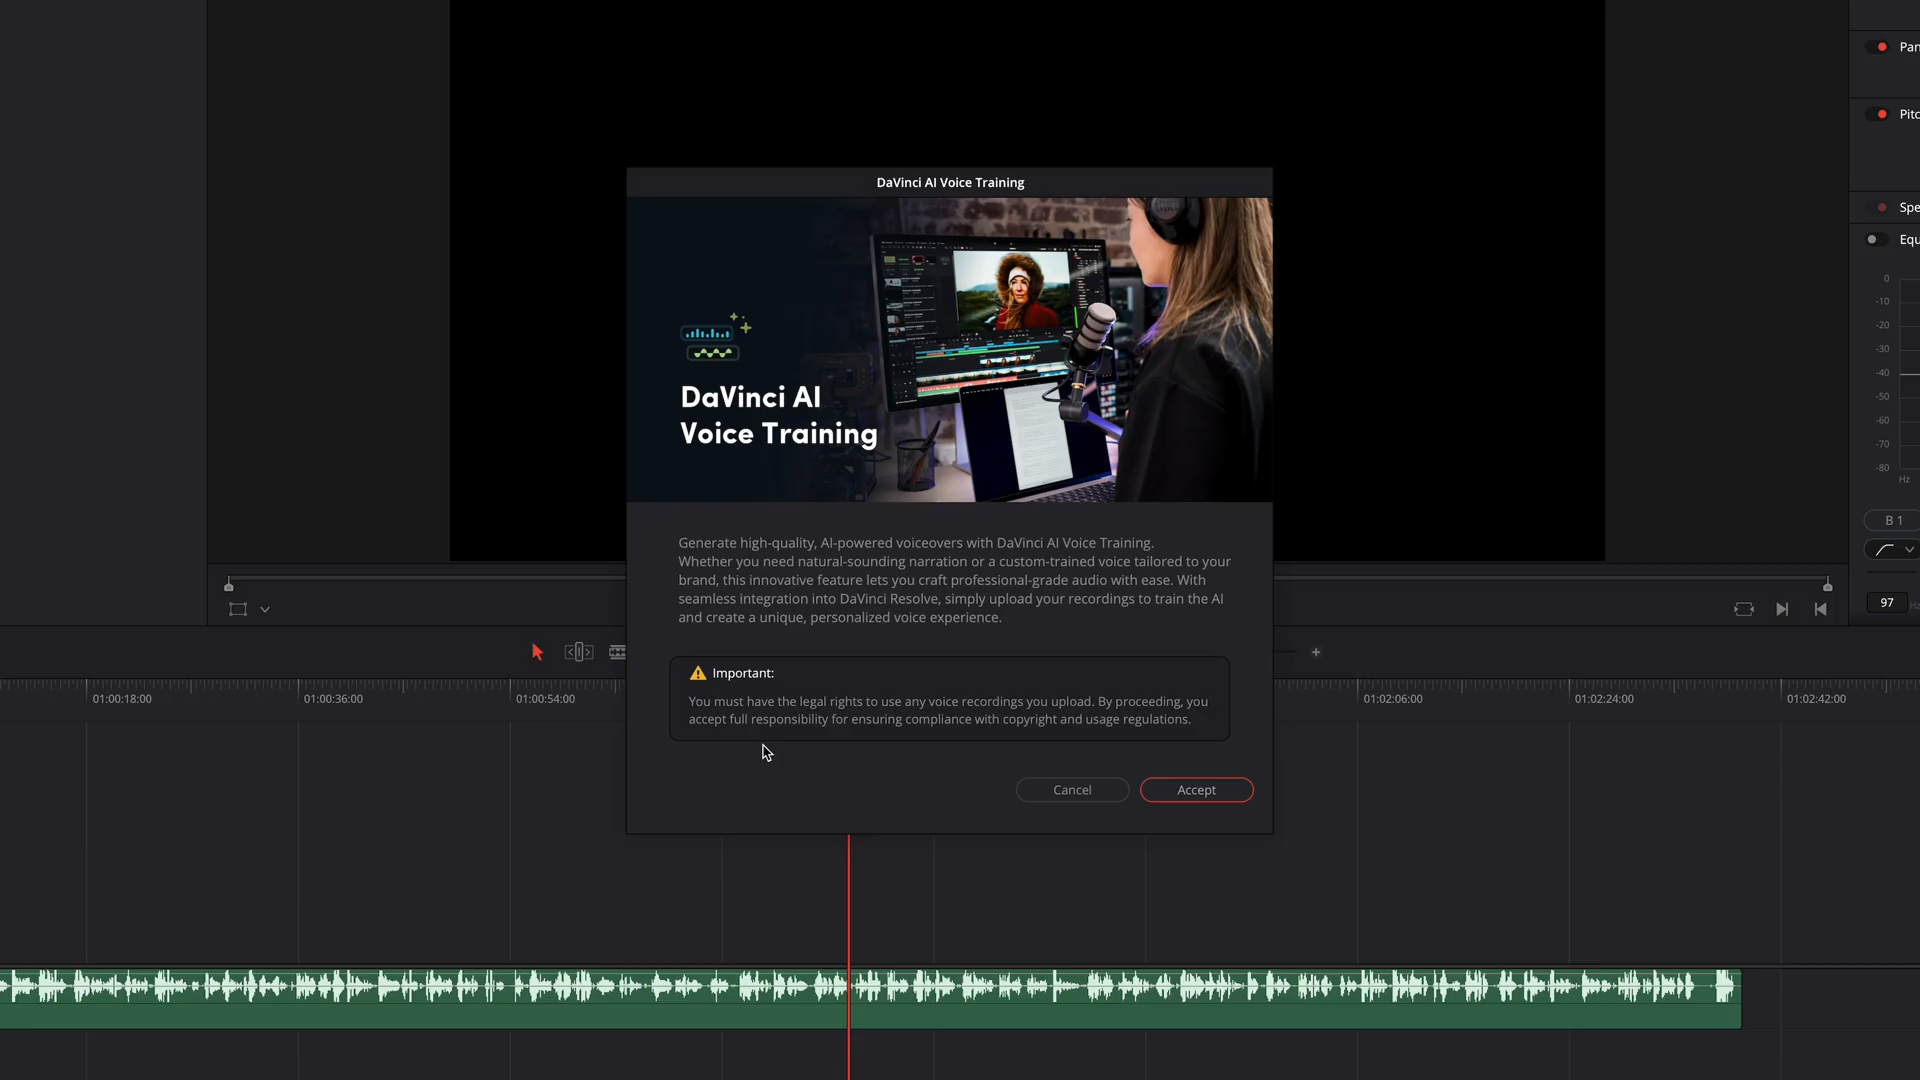 DaVinci AI Voice Training
DaVinci AI
Voice Training
Generate high-quality, AI-powered voiceovers with DaVinci AI Voice Training.
Whether you need natural-sounding narration or a custom-trained voice tailored to your
brand, this innovative feature lets you craft professional-grade audio with ease. With
seamless integration into DaVinci Resolve, simply upload your recordings to train the AI
and create a unique, personalized voice experience.
Important:
You must have the legal rights to use any voice recordings you upload. By proceeding, you
accept full responsibility for ensuring compliance with copyright and usage regulations.
Cancel
Accept
Pan
Pitc
Spe
Equ
0
-10
-20
-30
-40
-50
-60
-70
-80
Hz
B 1
97
Hz
01:00:18:00
01:00:36:00
01:00:54:00
01:02:06:00
01:02:24:00
01:02:42:00